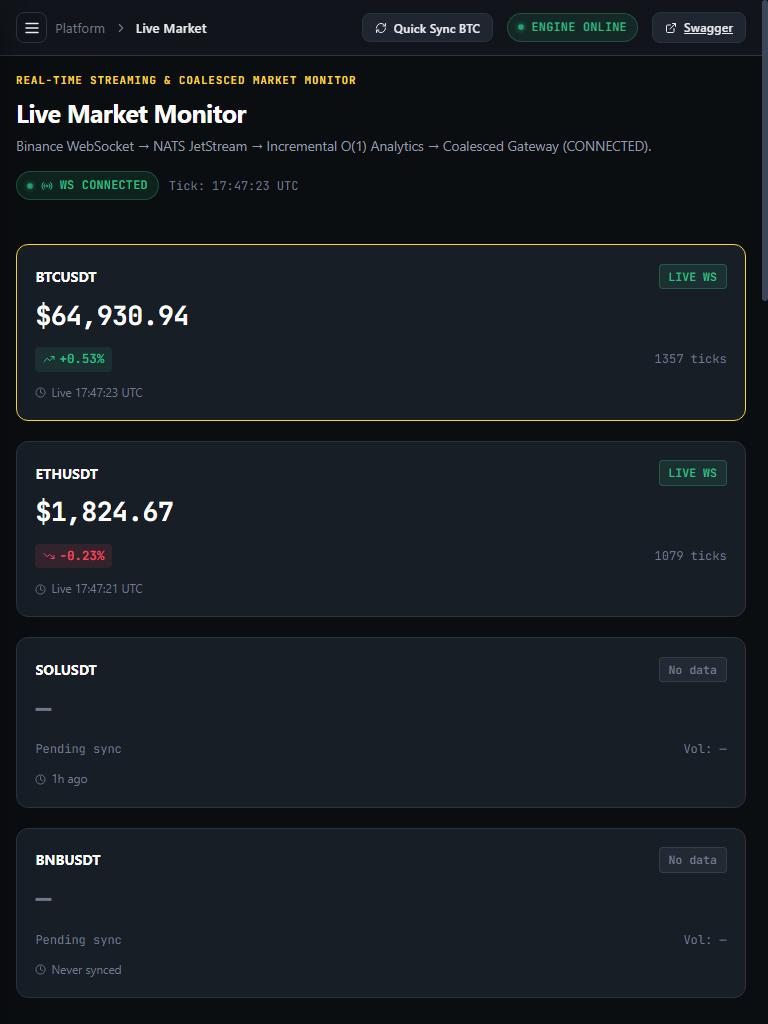 Platform > Live Market Quick Sync BTC ENGINE ONLINE Swagger
REAL-TIME STREAMING & COALESCED MARKET MONITOR
Live Market Monitor
Binance WebSocket → NATS JetStream → Incremental O(1) Analytics → Coalesced Gateway (CONNECTED).
WS CONNECTED Tick: 17:47:23 UTC
BTCUSDT LIVE WS
$64,930.94
+0.53% 1357 ticks
Live 17:47:23 UTC
ETHUSDT LIVE WS
$1,824.67
-0.23% 1079 ticks
Live 17:47:21 UTC
SOLUSDT No data
—
Pending sync Vol: —
1h ago
BNBUSDT No data
—
Pending sync Vol: —
Never synced